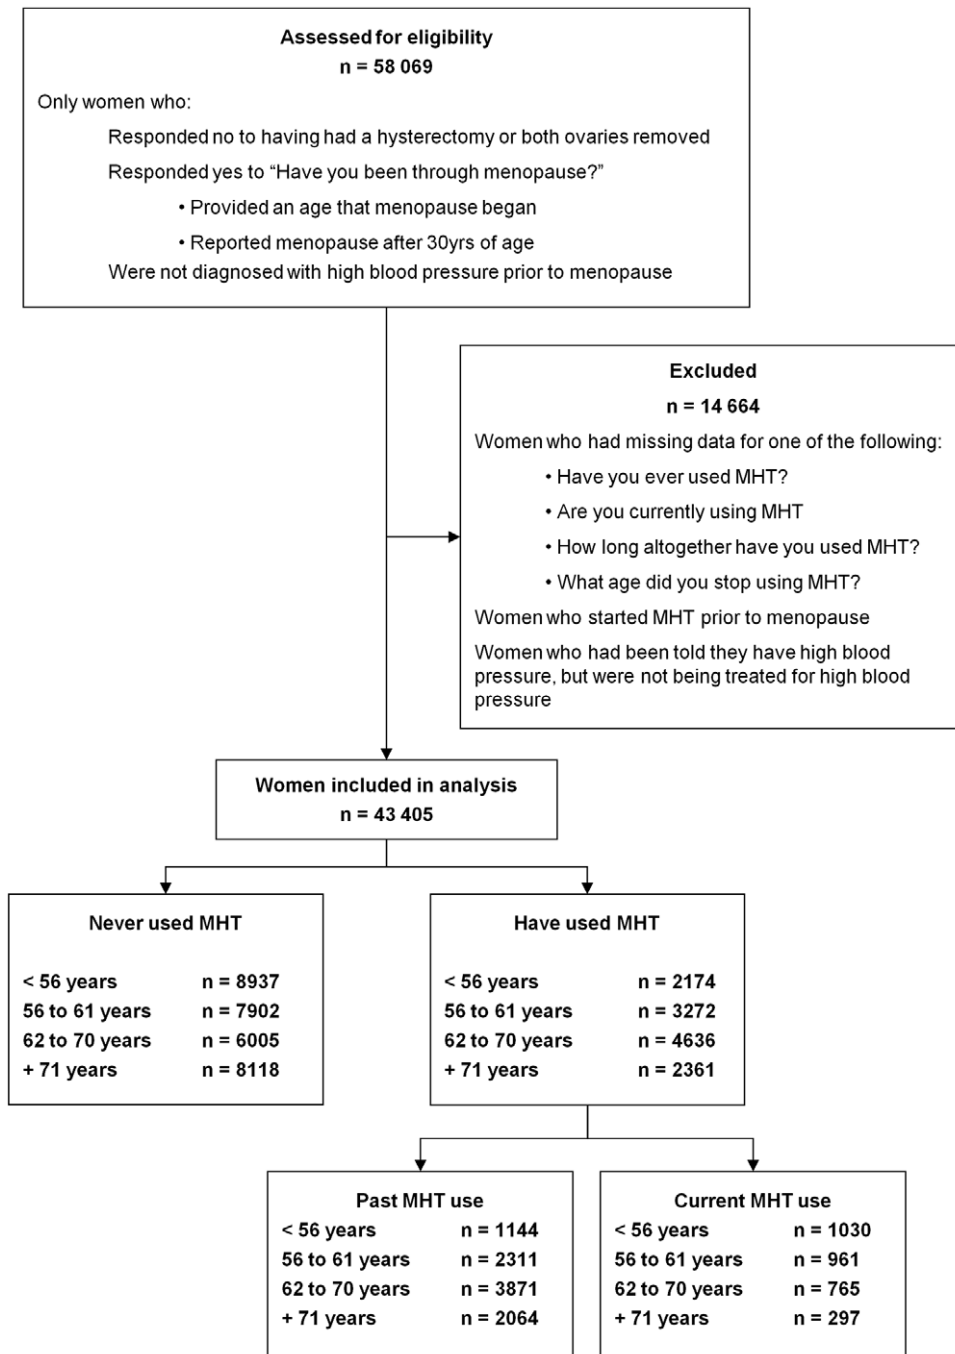 Assessed for eligibility
n = 58 069
Only women who:
Responded no to having had a hysterectomy or both ovaries removed
Responded yes to “Have you been through menopause?”
• Provided an age that menopause began
• Reported menopause after 30yrs of age
Were not diagnosed with high blood pressure prior to menopause
Excluded
n = 14 664
Women who had missing data for one of the following:
• Have you ever used MHT?
• Are you currently using MHT
• How long altogether have you used MHT?
• What age did you stop using MHT?
Women who started MHT prior to menopause
Women who had been told they have high blood
pressure, but were not being treated for high blood
pressure
Women included in analysis
n = 43 405
Never used MHT
< 56 years n = 8937
56 to 61 years n = 7902
62 to 70 years n = 6005
+ 71 years n = 8118
Have used MHT
< 56 years n = 2174
56 to 61 years n = 3272
62 to 70 years n = 4636
+ 71 years n = 2361
Past MHT use
< 56 years n = 1144
56 to 61 years n = 2311
62 to 70 years n = 3871
+ 71 years n = 2064
Current MHT use
< 56 years n = 1030
56 to 61 years n = 961
62 to 70 years n = 765
+ 71 years n = 297